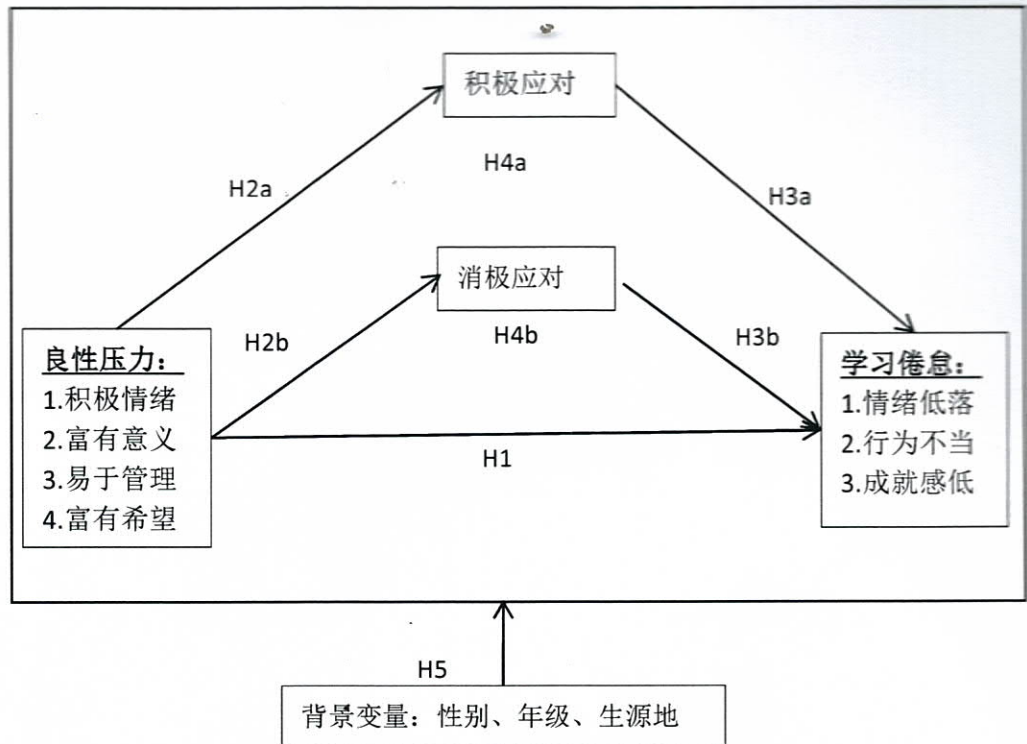 积极应对
H4a
H2a
H3a
消极应对
H2b
H4b
H3b
良性压力：
1.积极情绪
2.富有意义
3.易于管理
4.富有希望
H1
学习倦怠：
1.情绪低落
2.行为不当
3.成就感低
H5
背景变量：性别、年级、生源地